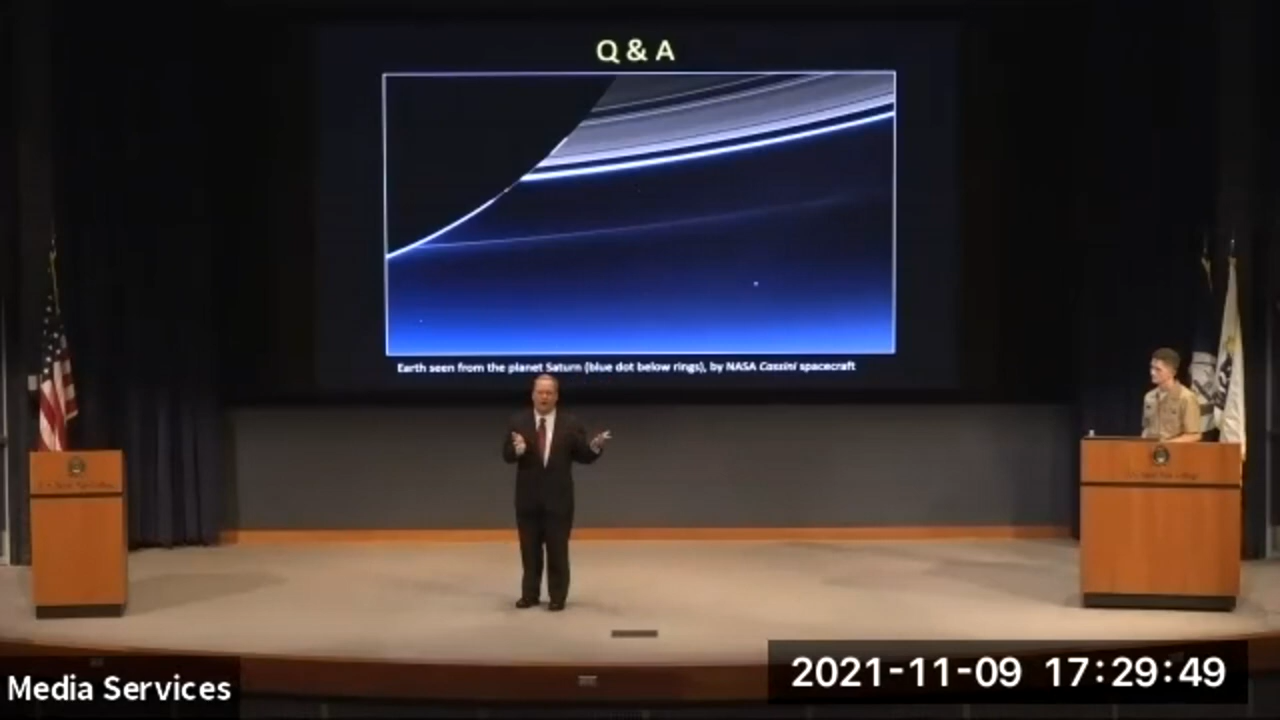 Q & A
Earth seen from the planet Saturn (blue dot below rings), by NASA Cassini spacecraft
Media Services
2021-11-09 17:29:49